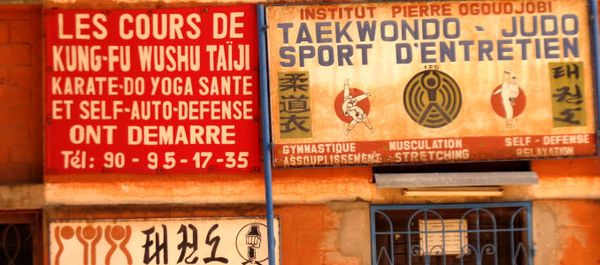 LES COURS DE
KUNG-FU WUSHU TAÏJI
KARATE-DO YOGA SANTE
ET SELF-AUTO-DEFENSE
ONT DEMARRE
Tél: 90-95-17-35
INSTITUT PIERRE OGOUDJOBI
TAEKWONDO - JUDO
SPORT D'ENTRETIEN
柔道衣
태권도
GYMNASTIQUE MUSCULATION SELF-DEFENSE
ASSOUPLISSEMENT - STRETCHING RELAXATION
태권도